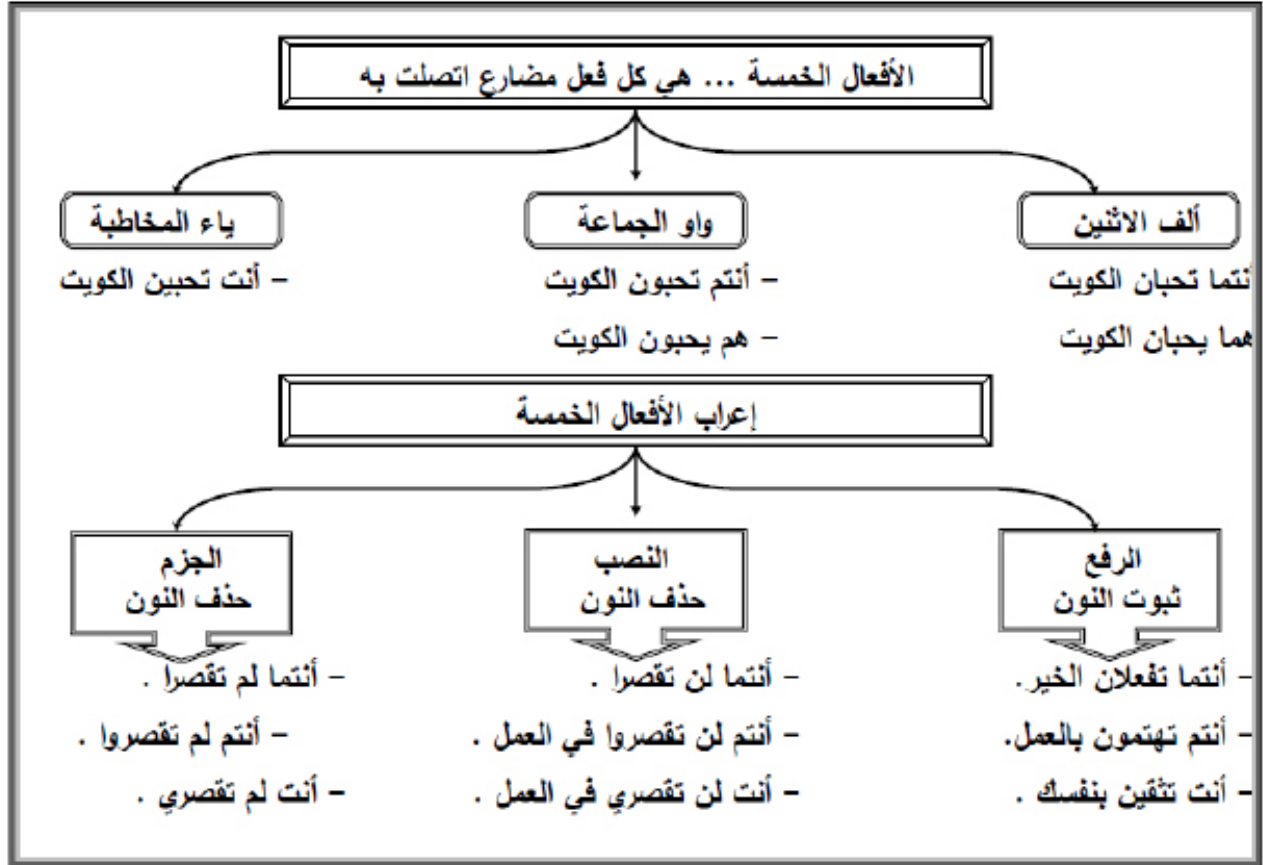 الأفعال الخمسة ... هي كل فعل مضارع اتصلت به
ألف الاثنين
أنتما تحبان الكويت
هما يحبان الكويت
واو الجماعة
– أنتم تحبون الكويت
– هم يحبون الكويت
ياء المخاطبة
– أنت تحبين الكويت
إعراب الأفعال الخمسة
الرفع
ثبوت النون
– أنتما تفعلان الخير.
– أنتم تهتمون بالعمل.
– أنت تثقين بنفسك .
النصب
حذف النون
– أنتما لن تقصرا .
– أنتم لن تقصروا في العمل .
– أنت لن تقصري في العمل .
الجزم
حذف النون
– أنتما لم تقصرا .
– أنتم لم تقصروا .
– أنت لم تقصري .